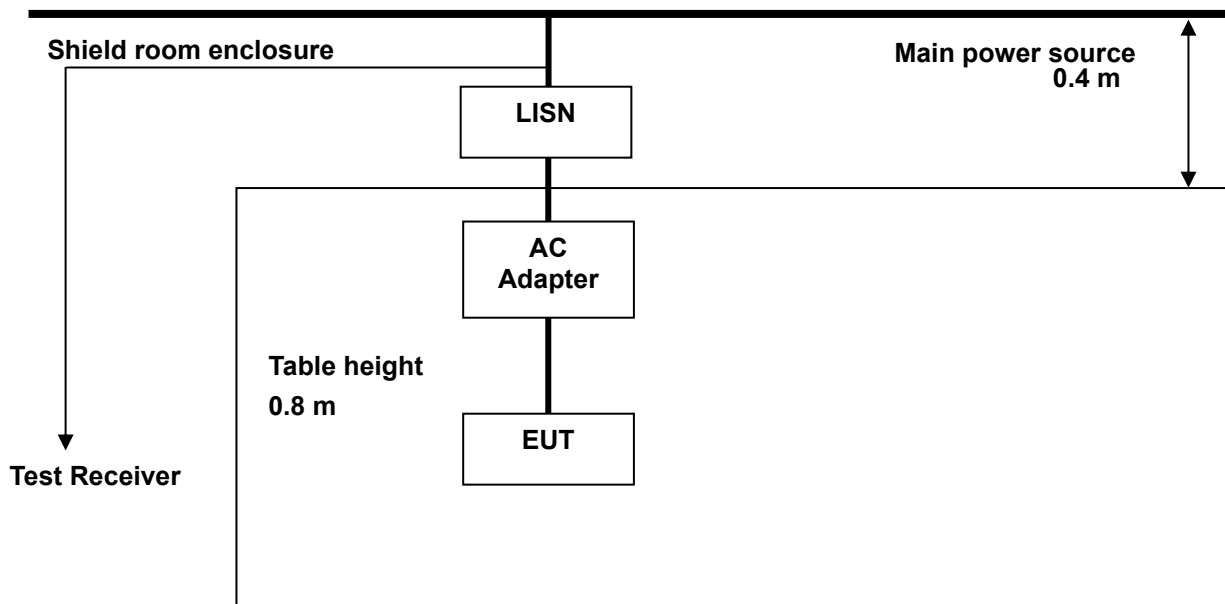 Shield room enclosure
Main power source
0.4 m
LISN
AC
Adapter
Table height
0.8 m
EUT
Test Receiver